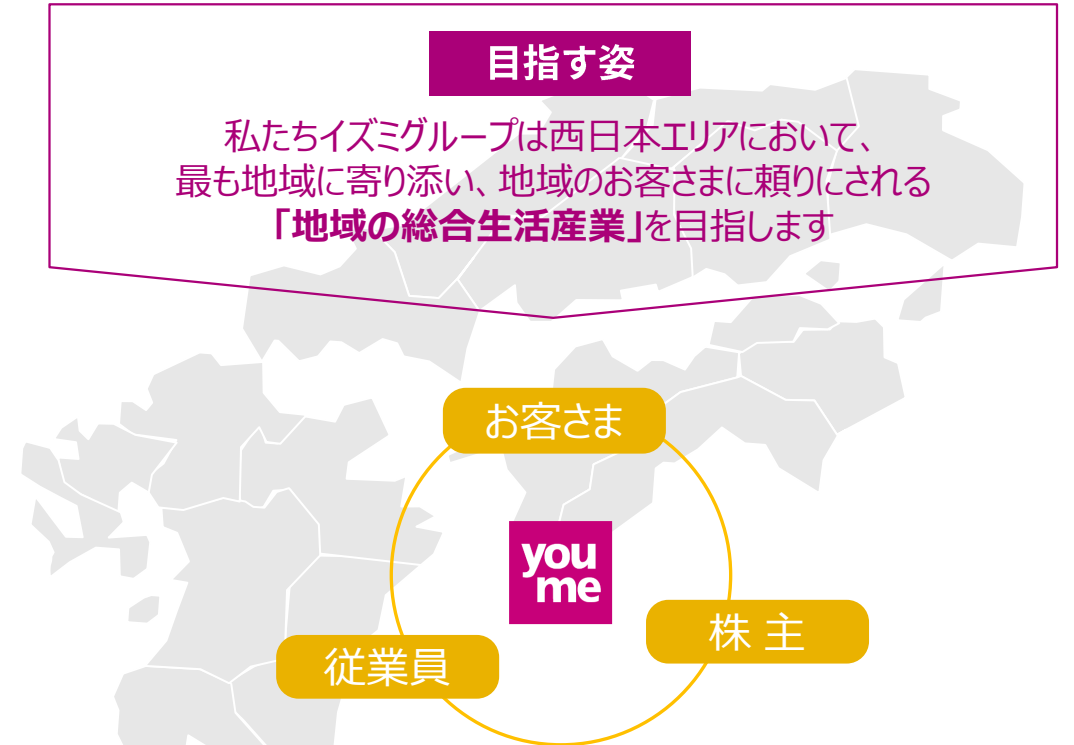 目指す姿
私たちイズミグループは西日本エリアにおいて、
最も地域に寄り添い、地域のお客さまに頼りにされる
「地域の総合生活産業」を目指します
お客さま
you
me
株 主
従業員